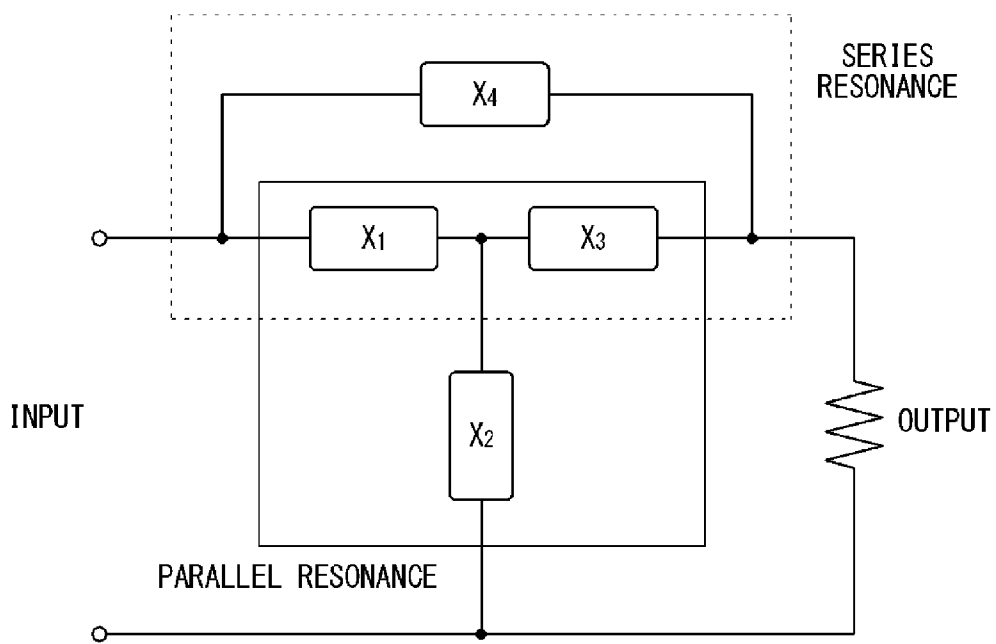 SERIES
RESONANCE
X4
X1
X3
X2
INPUT
OUTPUT
PARALLEL RESONANCE